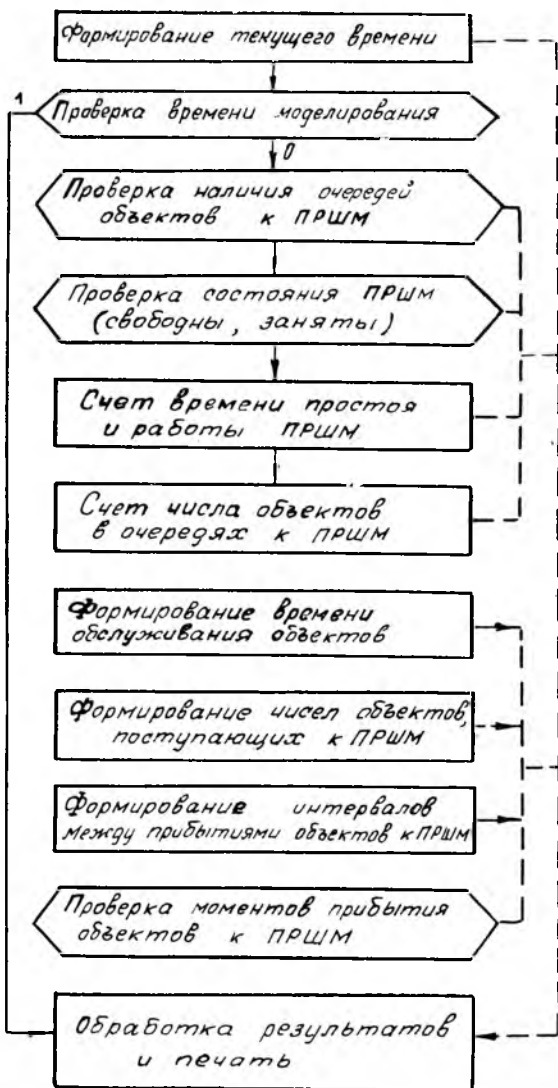 Формирование текущего времени
1
Проверка времени моделирования
0
Проверка наличия очередей
объектов к ПРШМ
Проверка состояния ПРШМ
(свободны, заняты)
Счет времени простоя
и работы ПРШМ
Счет числа объектов
в очередях к ПРШМ
Формирование времени
обслуживания объектов
Формирование чисел объектов,
поступающих к ПРШМ
Формирование интервалов
между прибытиями объектов к ПРШМ
Проверка моментов прибытия
объектов к ПРШМ
Обработка результатов
и печать